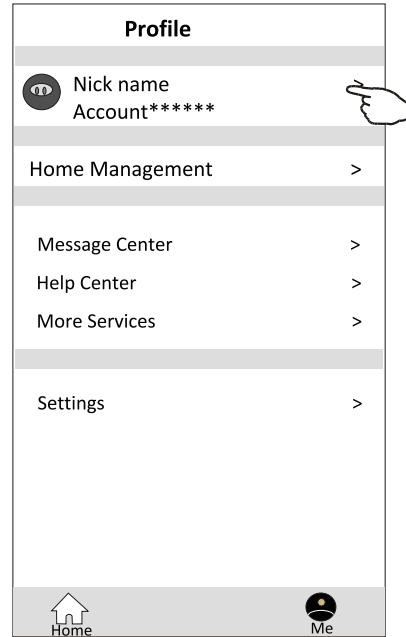 Profile
Nick name
Account******
Home Management >
Message Center >
Help Center >
More Services >
Settings >
Home Me